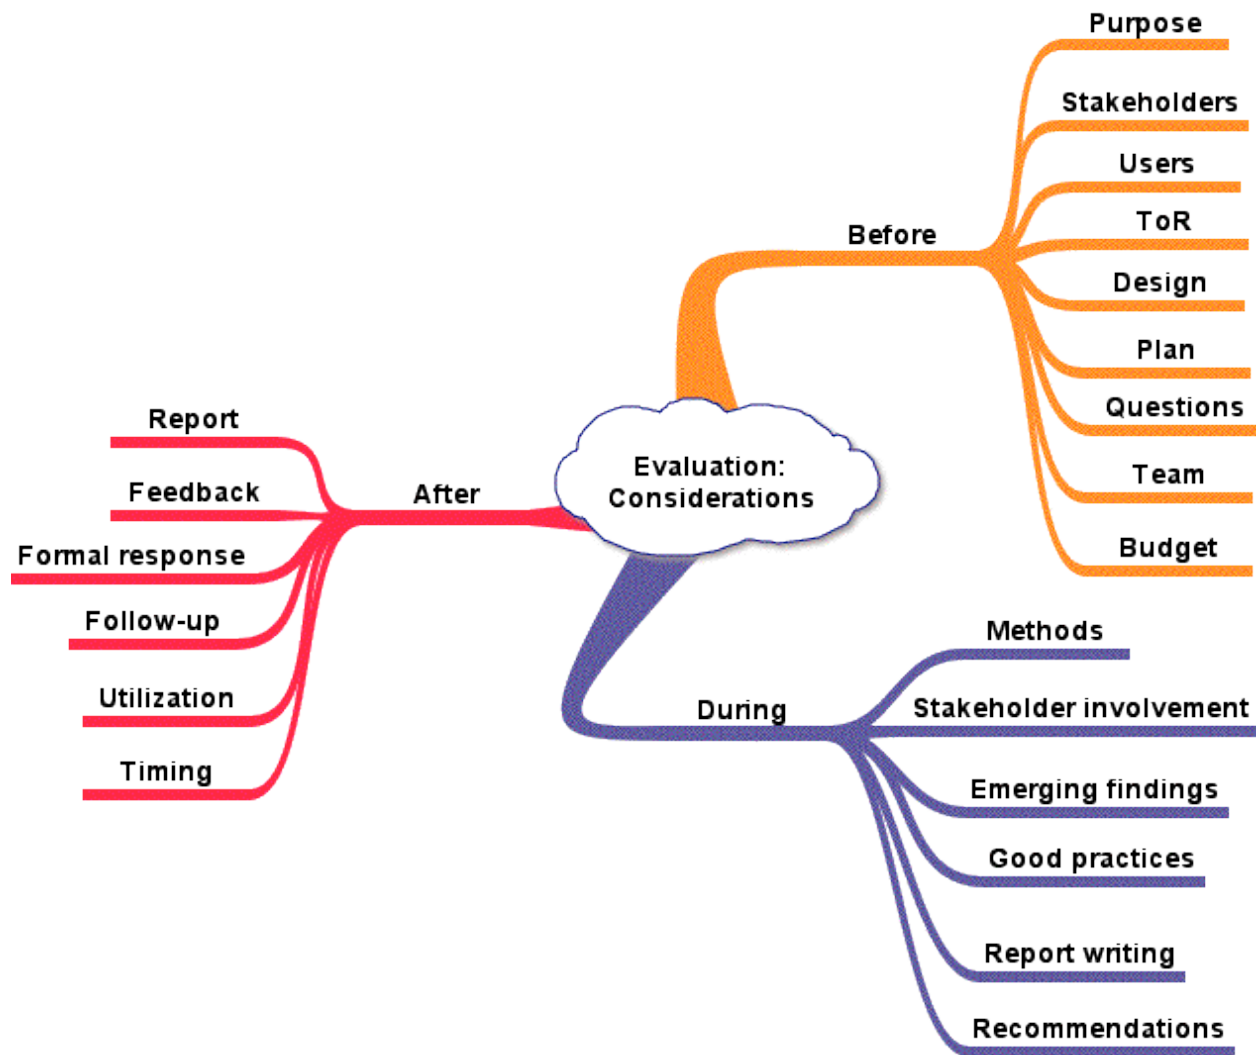 Evaluation:
Considerations
Before
Purpose
Stakeholders
Users
ToR
Design
Plan
Questions
Team
Budget
During
Methods
Stakeholder involvement
Emerging findings
Good practices
Report writing
Recommendations
After
Report
Feedback
Formal response
Follow-up
Utilization
Timing